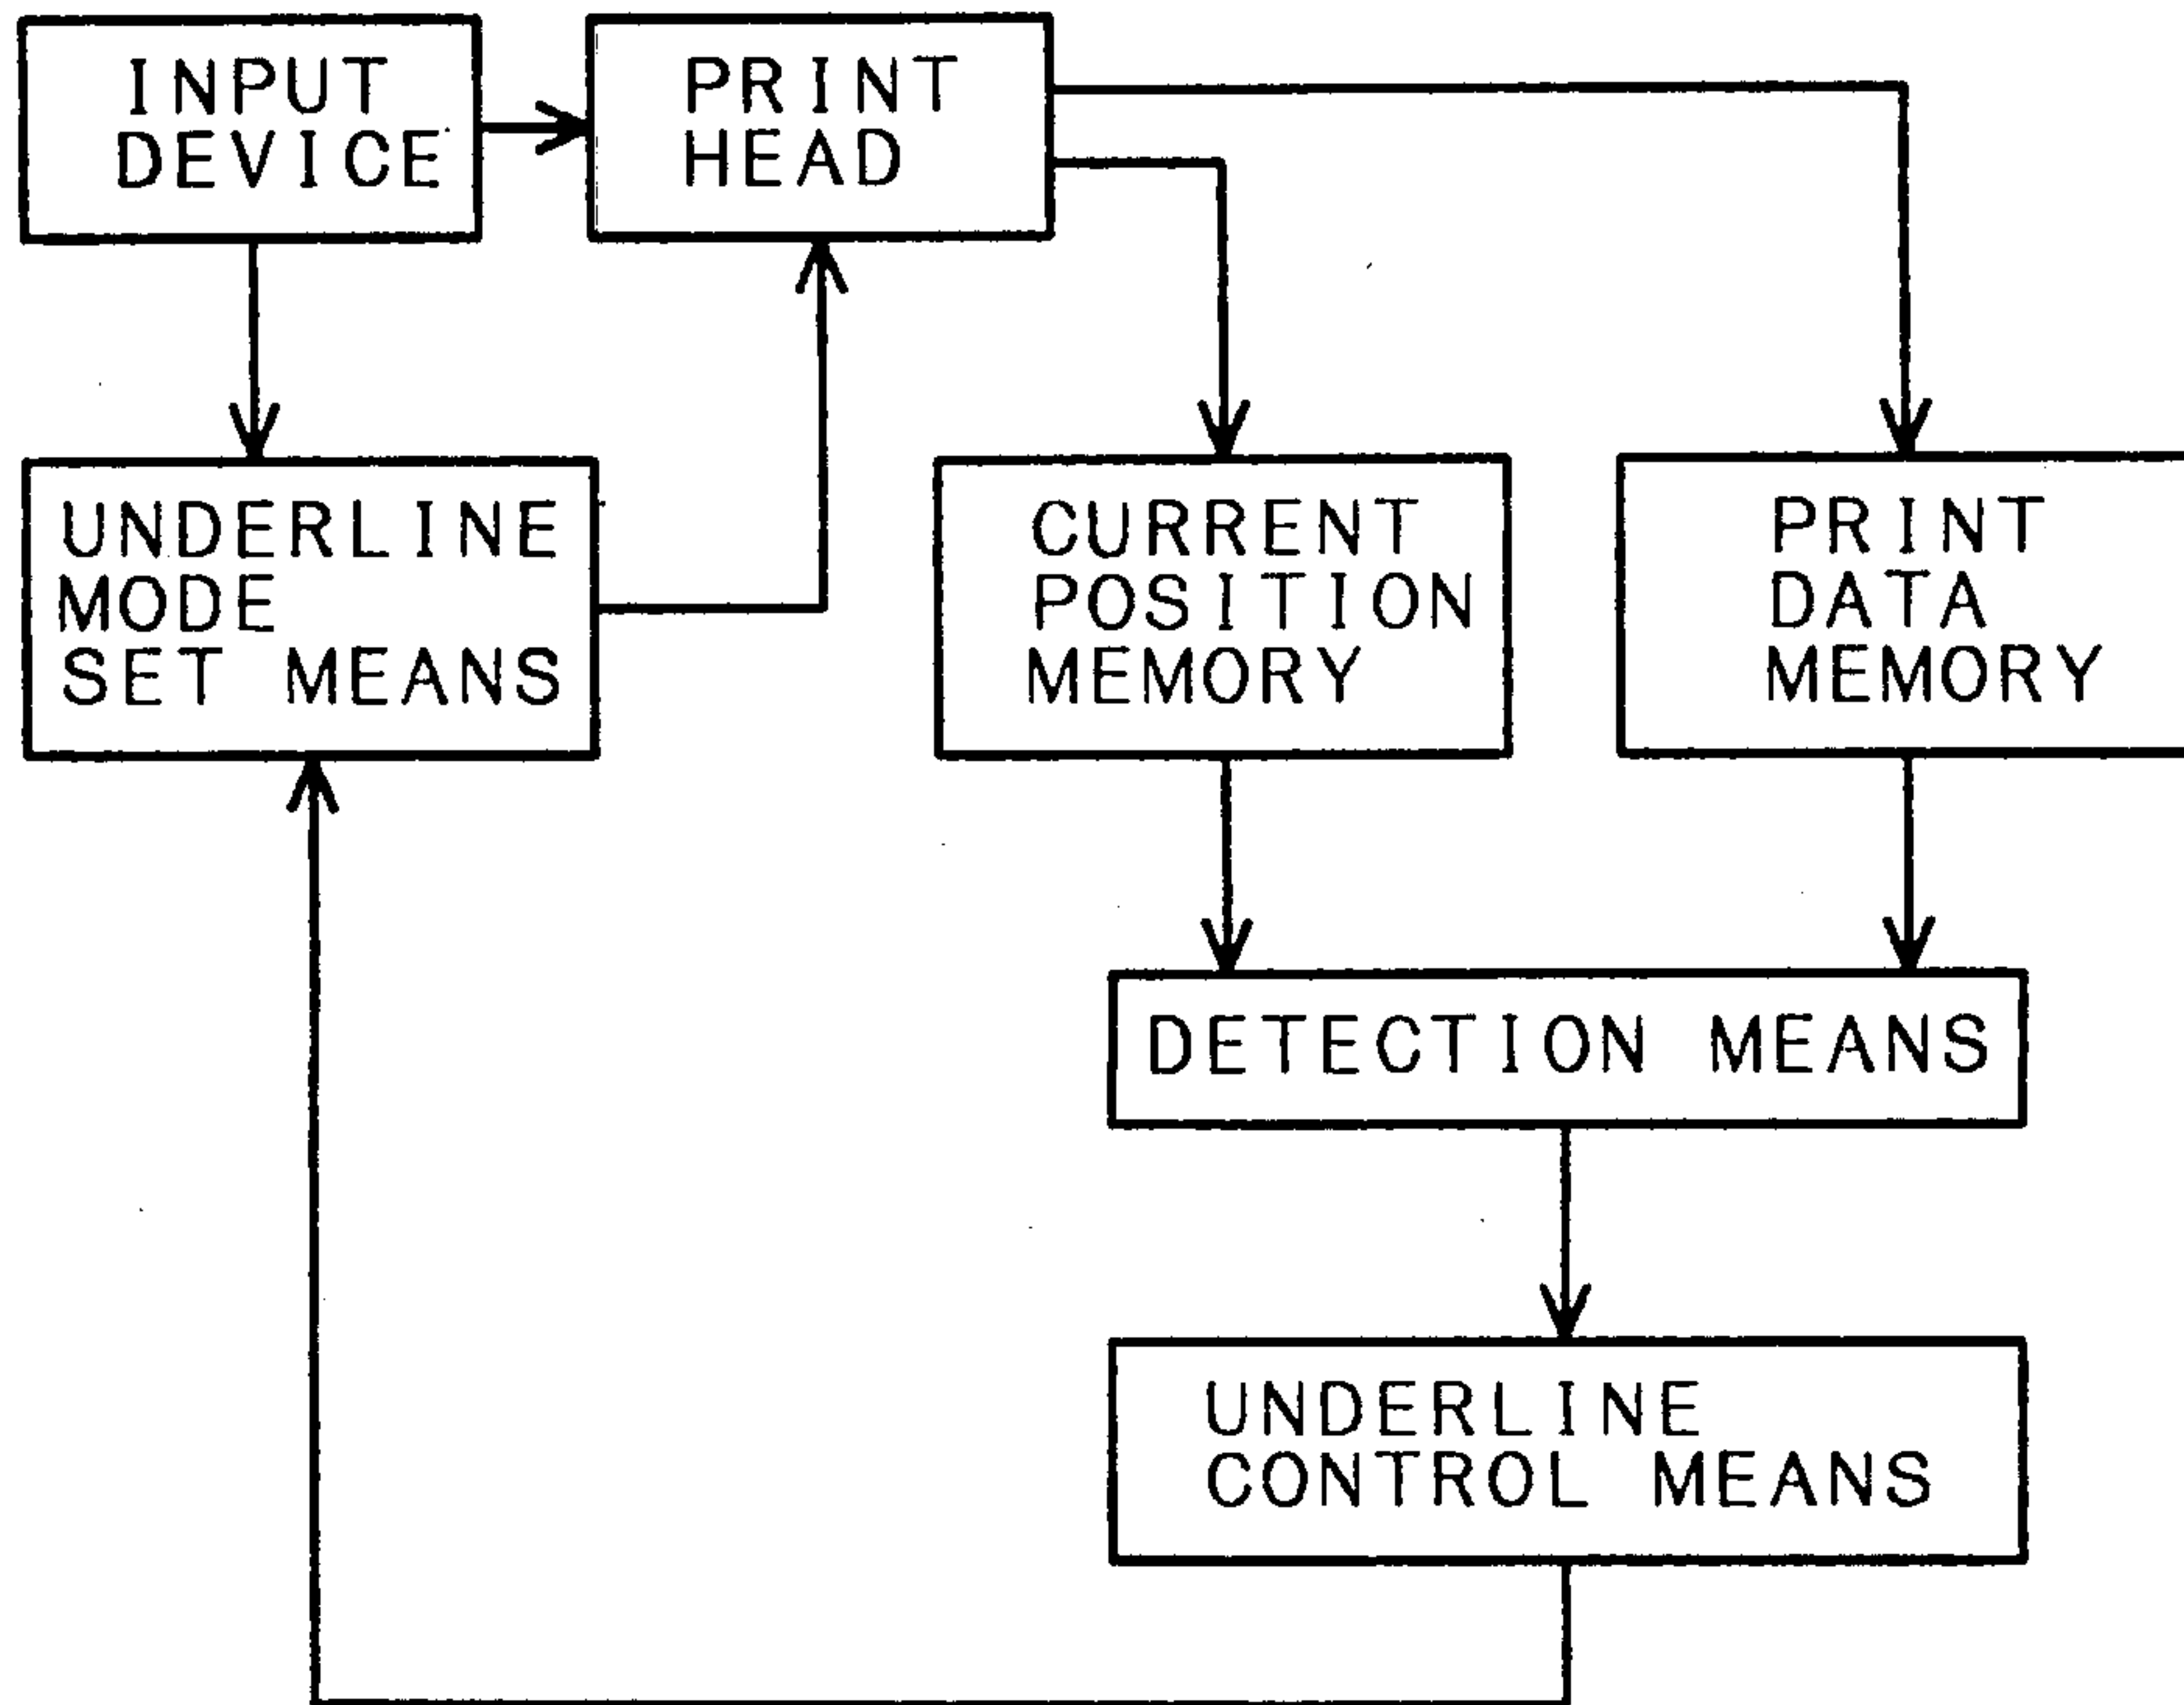 INPUT
DEVICE
PRINT
HEAD
UNDERLINE
MODE
SET MEANS
CURRENT
POSITION
MEMORY
PRINT
DATA
MEMORY
DETECTION MEANS
UNDERLINE
CONTROL MEANS